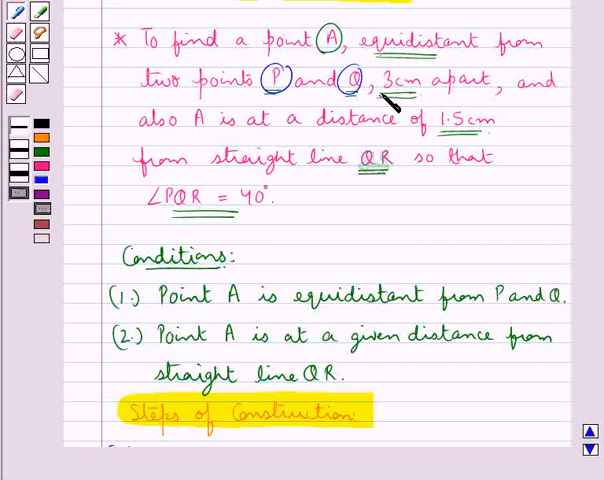 * To find a point A, equidistant from
two points P and Q, 3cm apart, and
also A is at a distance of 1.5cm
from straight line QR so that
∠PQR = 40°.
Conditions:
(1.) Point A is equidistant from P and Q.
(2.) Point A is at a given distance from
straight line QR.
Steps of Construction: